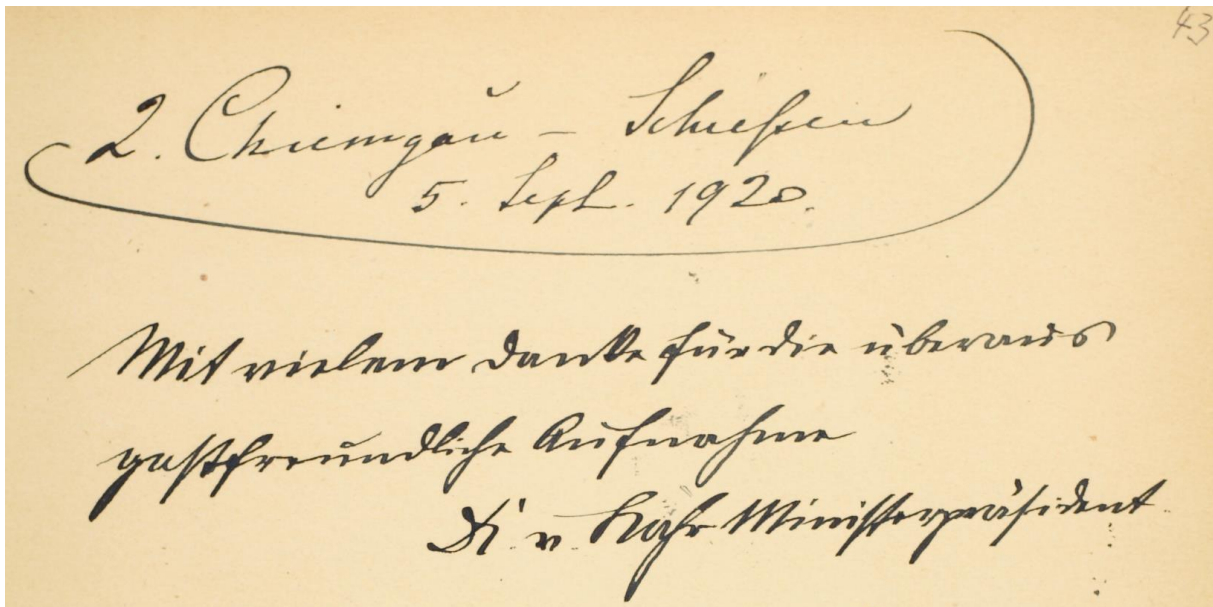 43
2. Chiemgau - Schießen
5. Sept. 1920.
Mit vielem Danke für die überaus
gastfreundliche Aufnahme
Dr. v. Kahr Ministerpräsident